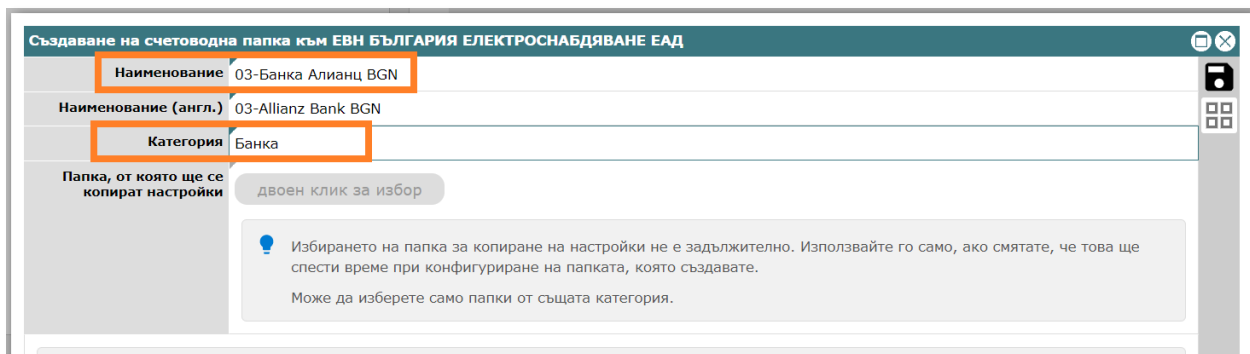 Създаване на счетоводна папка към ЕВН БЪЛГАРИЯ ЕЛЕКТРОСНАБДЯВАНЕ ЕАД
Наименование 03-Банка Алианц BGN
Наименование (англ.) 03-Allianz Bank BGN
Категория Банка
Папка, от която ще се
копират настройки
двоен клик за избор
Избирането на папка за копиране на настройки не е задължително. Използвайте го само, ако смятате, че това ще
спести време при конфигуриране на папката, която създавате.
Може да изберете само папки от същата категория.